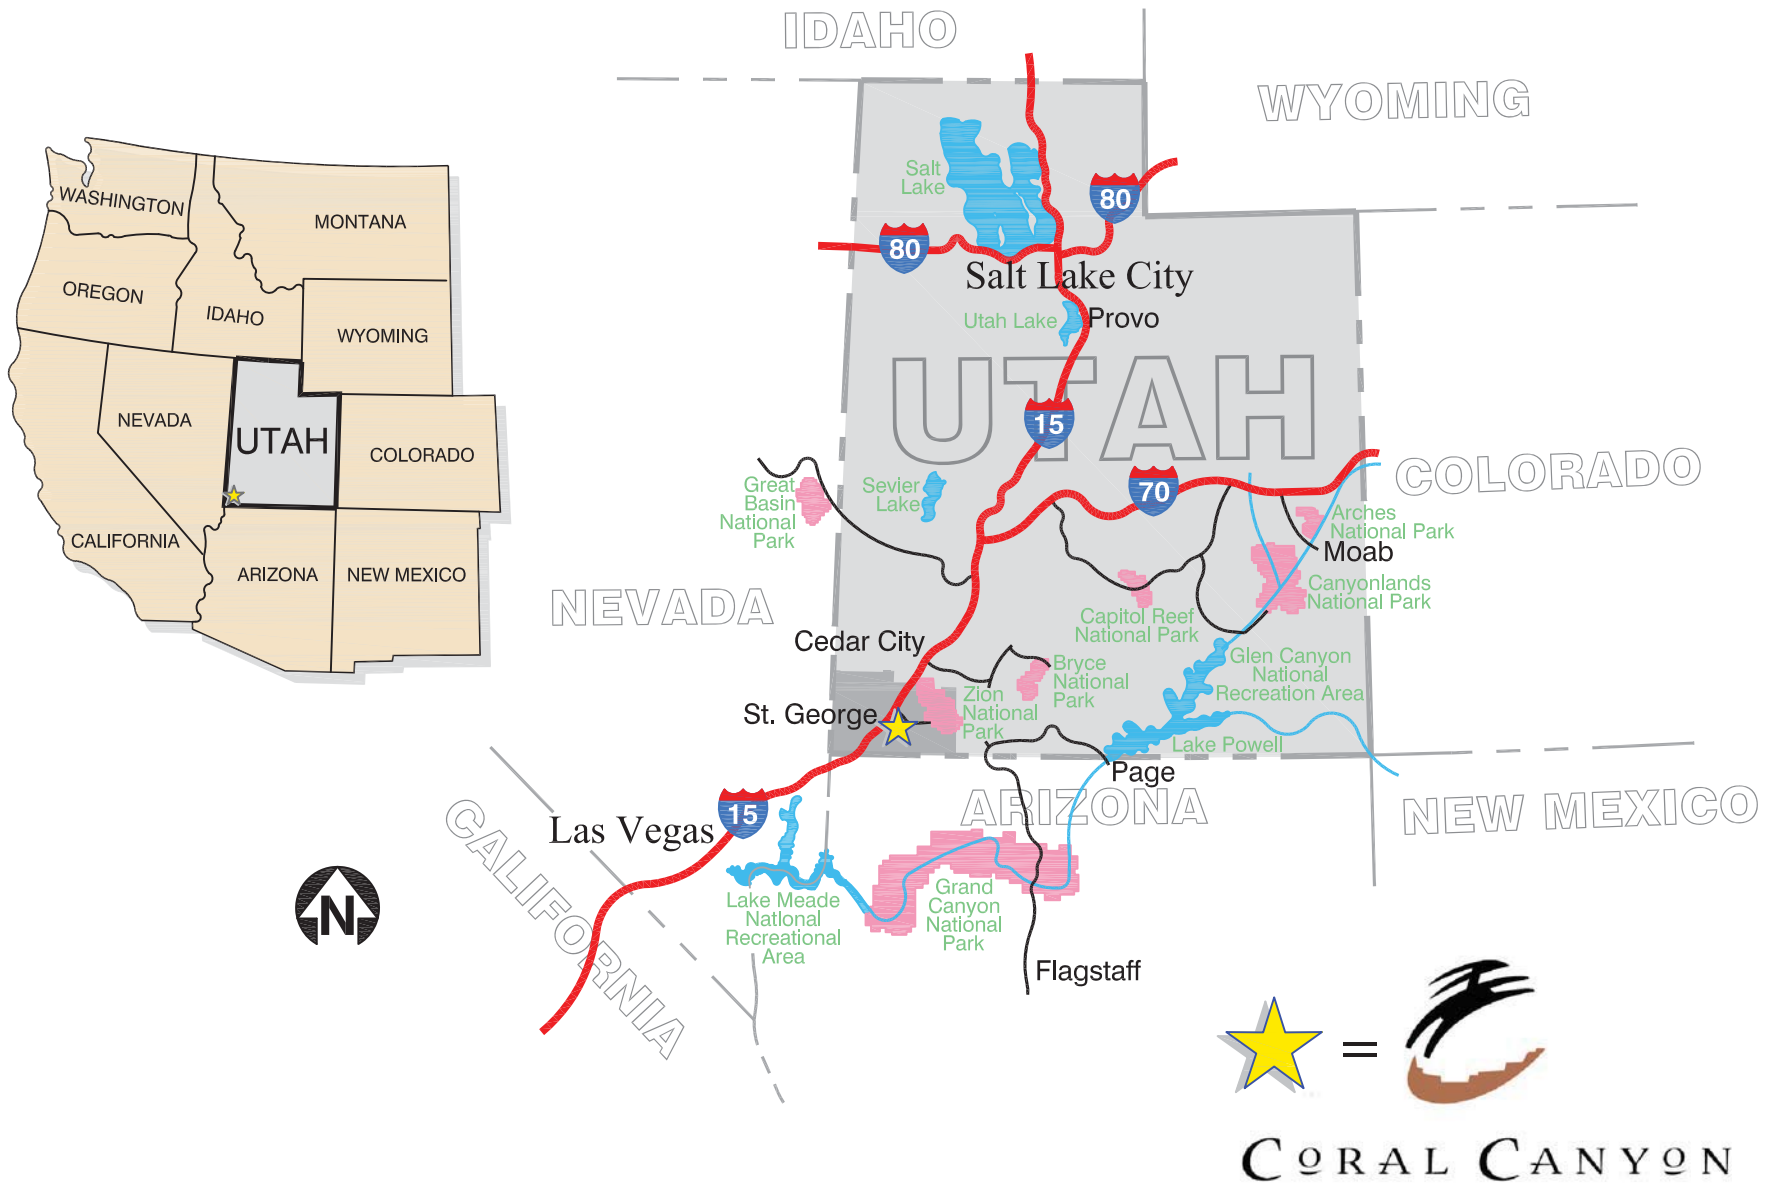 IDAHO
WYOMING
WASHINGTON
MONTANA
OREGON
IDAHO
WYOMING
NEVADA
UTAH
COLORADO
CALIFORNIA
ARIZONA
NEW MEXICO
Salt
Lake
80
80
Salt Lake City
Utah Lake
Provo
UTAH
15
70
COLORADO
Great
Basin
National
Park
Sevier
Lake
Arches
National Park
Moab
Canyonlands
National Park
Capitol Reef
National Park
NEVADA
Cedar City
Bryce
National
Park
Glen Canyon
National
Recreation Area
Zion
National
Park
St. George
Lake Powell
Page
ARIZONA
NEW MEXICO
15
Las Vegas
CALIFORNIA
Lake Meade
NatIonal
Recreational
Area
Grand
Canyon
National
Park
Flagstaff
N
=
CORAL CANYON